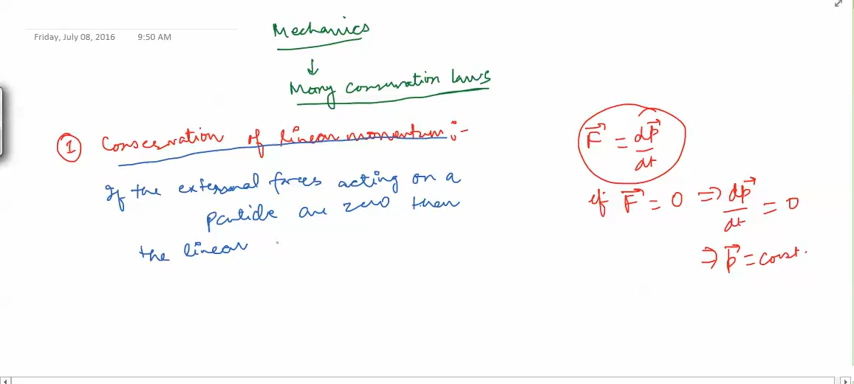 Mechanics
Friday, July 08, 2016 9:50 AM
↓
Many conservation laws
① Conservation of linear momentum :-
If the external forces acting on a
particle are zero then
the linear
F⃗ = dp⃗/dt
if F⃗ = 0 ⇒ dp⃗/dt = 0
⇒ p⃗ = const.